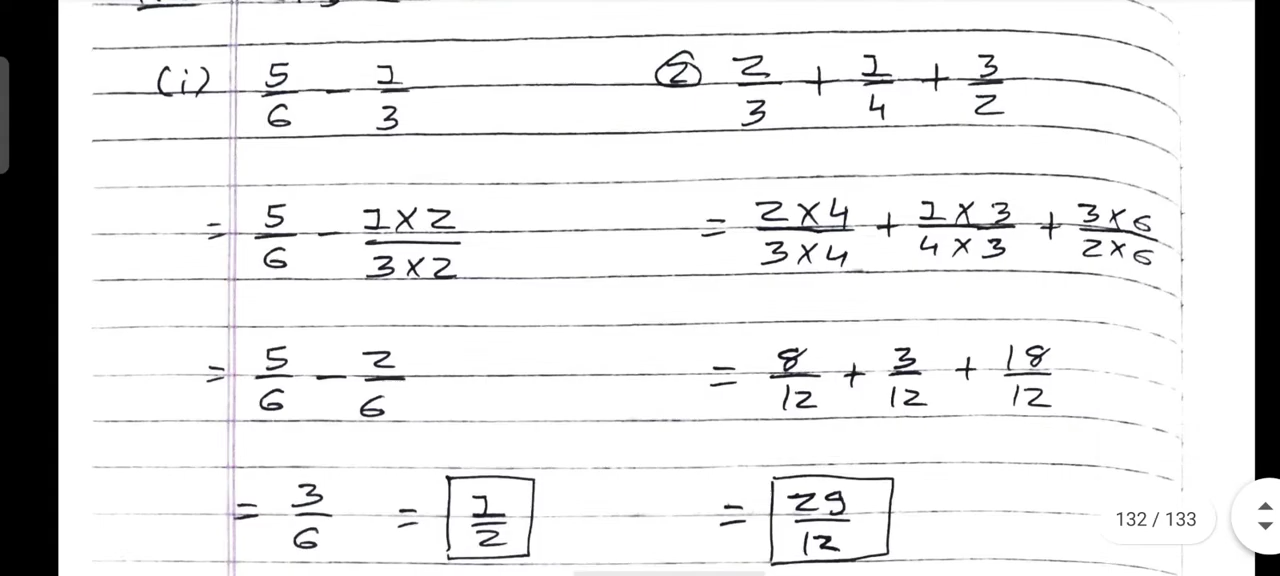 (i) 5/6 - 1/3
= 5/6 - 1×2/3×2
= 5/6 - 2/6
= 3/6 = 1/2
② 2/3 + 1/4 + 3/2
= 2×4/3×4 + 1×3/4×3 + 3×6/2×6
= 8/12 + 3/12 + 18/12
= 29/12
132 / 133